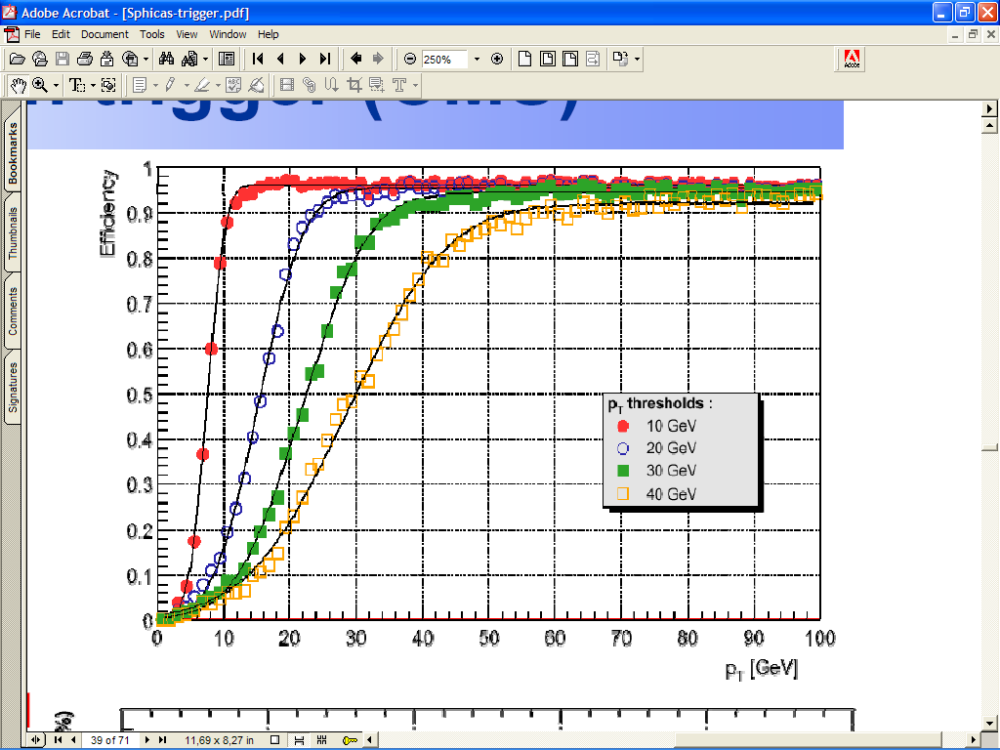 Adobe Acrobat - [Sphicas-trigger.pdf]
File Edit Document Tools View Window Help
250%
Adobe
Bookmarks
Thumbnails
Comments
Signatures
trigger (CMS)
Efficiency
1
0.9
0.8
0.7
0.6
0.5
0.4
0.3
0.2
0.1
0
0 10 20 30 40 50 60 70 80 90 100
pT [GeV]
pT thresholds :
10 GeV
20 GeV
30 GeV
40 GeV
%)
39 of 71
11,69 x 8,27 in